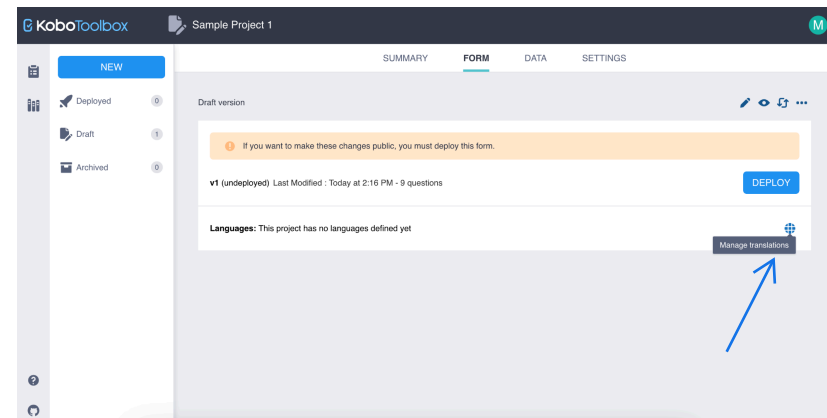 KoboToolbox
Sample Project 1
M
SUMMARY FORM DATA SETTINGS
NEW
Deployed 0
Draft 1
Archived 0
Draft version
If you want to make these changes public, you must deploy this form.
v1 (undeployed) Last Modified : Today at 2:16 PM - 9 questions
DEPLOY
Languages: This project has no languages defined yet
Manage translations